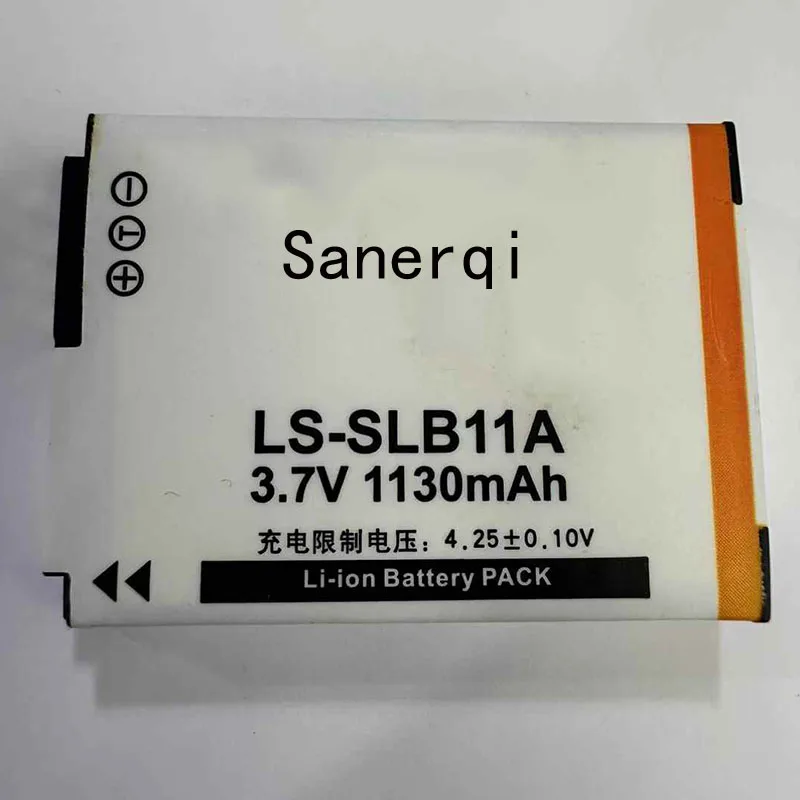 −
T
+
Sanerqi
LS-SLB11A
3.7V 1130mAh
充电限制电压: 4.25±0.10V
Li-ion Battery PACK